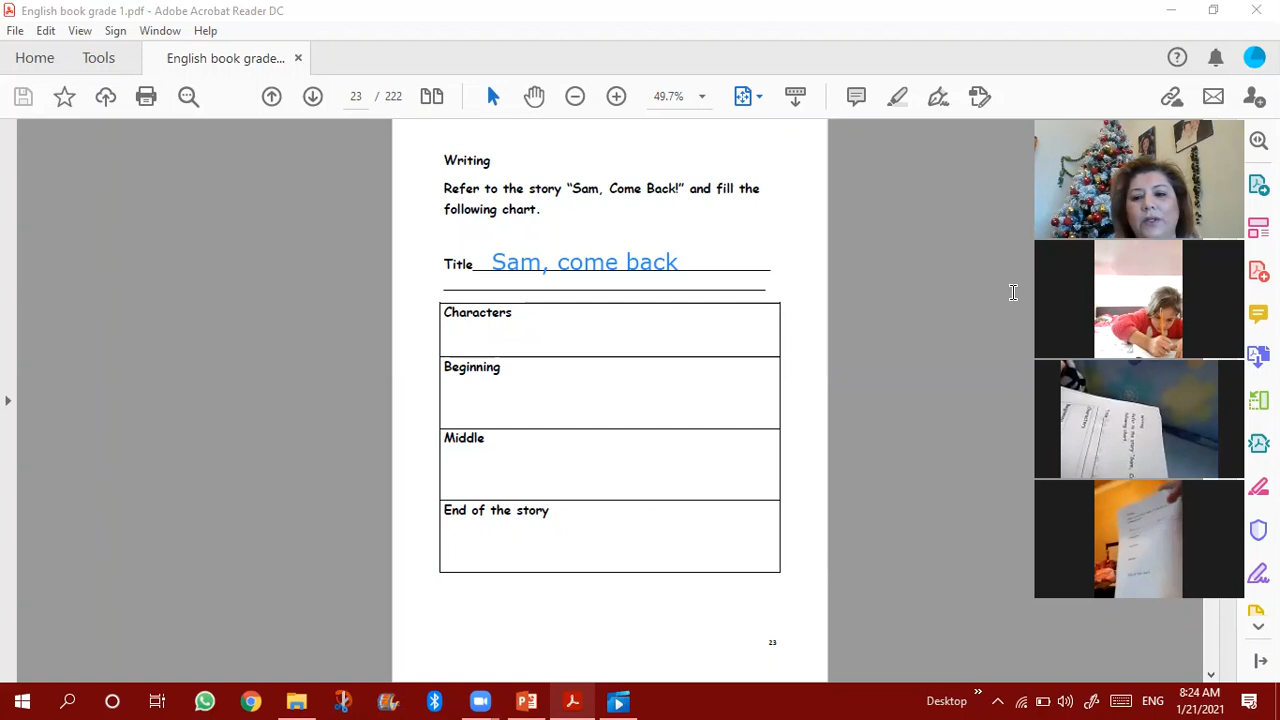 English book grade 1.pdf - Adobe Acrobat Reader DC
File Edit View Sign Window Help
Home Tools English book grade...
23 / 222 49.7%
Writing
Refer to the story “Sam, Come Back!” and fill the
following chart.
Title Sam, come back
Characters
Beginning
Middle
End of the story
23
Desktop
ENG
8:24 AM
1/21/2021